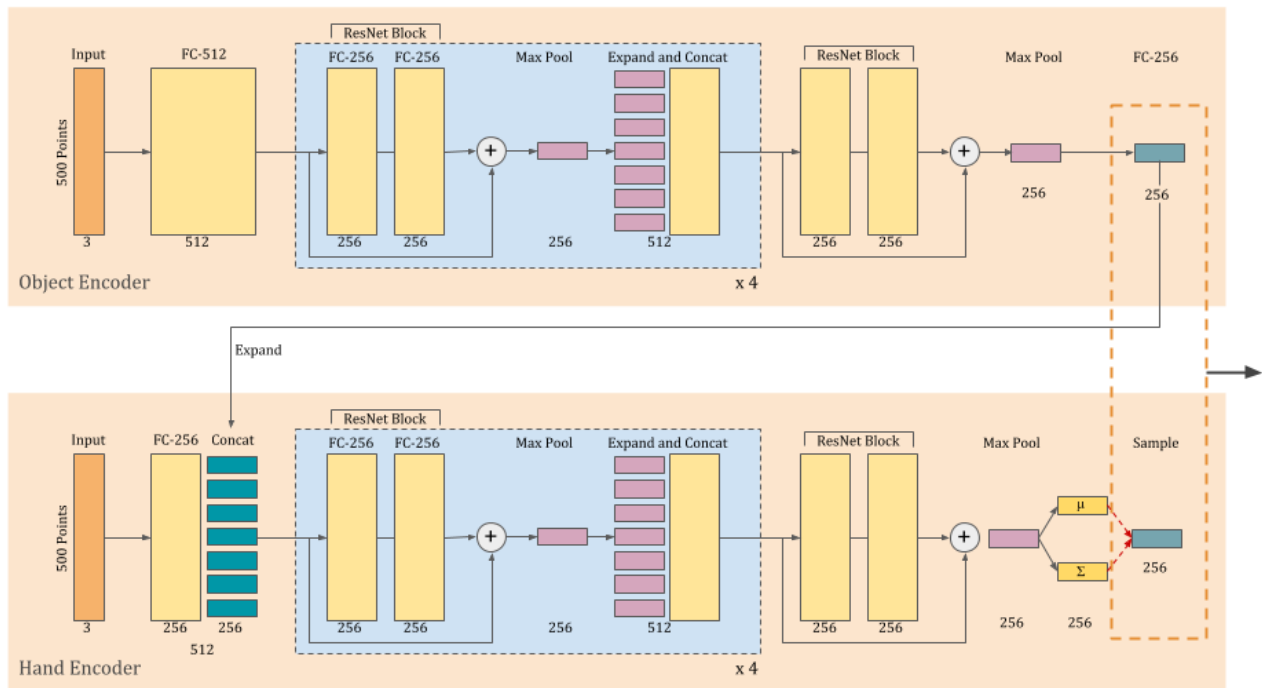 ResNet Block
Input FC-512 FC-256 FC-256 Max Pool Expand and Concat ResNet Block Max Pool FC-256
500 Points
+ +
256 256
3 512 256 256 256 512 256 256
Object Encoder x 4
Expand
ResNet Block
Input FC-256 Concat FC-256 FC-256 Max Pool Expand and Concat ResNet Block Max Pool Sample
500 Points
μ
+ +
Σ 256
3 256 256 256 256 256 512 256 256 256 256
512
Hand Encoder x 4